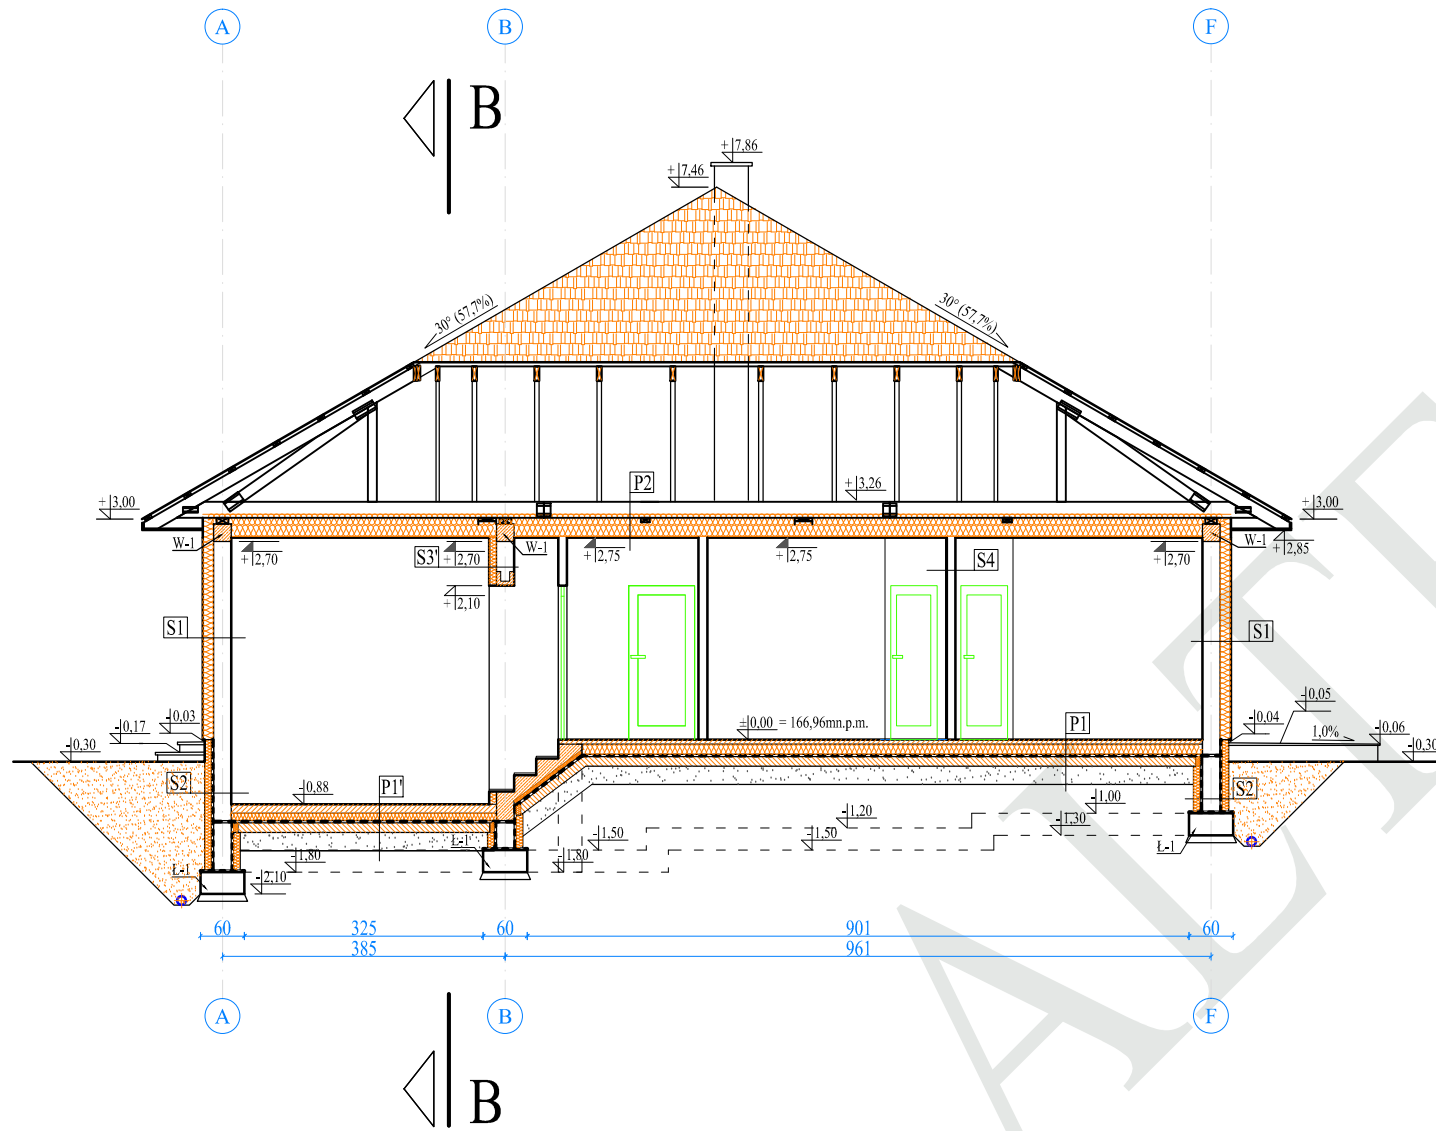 A
B
F
B
+7,86
+7,46
30° (57,7%)
30° (57,7%)
P2
+3,26
+3,00
+3,00
W-1
+2,70
S3'
+2,70
W-1
+2,75
+2,75
S4
+2,70
W-1
+2,85
+2,10
S1
S1
-0,03
-0,17
-0,30
±0,00 = 166,96mn.p.m.
P1
-0,05
-0,04
1,0%
-0,06
-0,30
S2
-0,88
P1'
S2
-1,00
-1,20
-1,30
-1,50
-1,50
Ł-1
-1,80
-1,80
Ł-1
Ł-1
-2,10
60
325
60
901
60
385
961
A
B
F
B
ALT